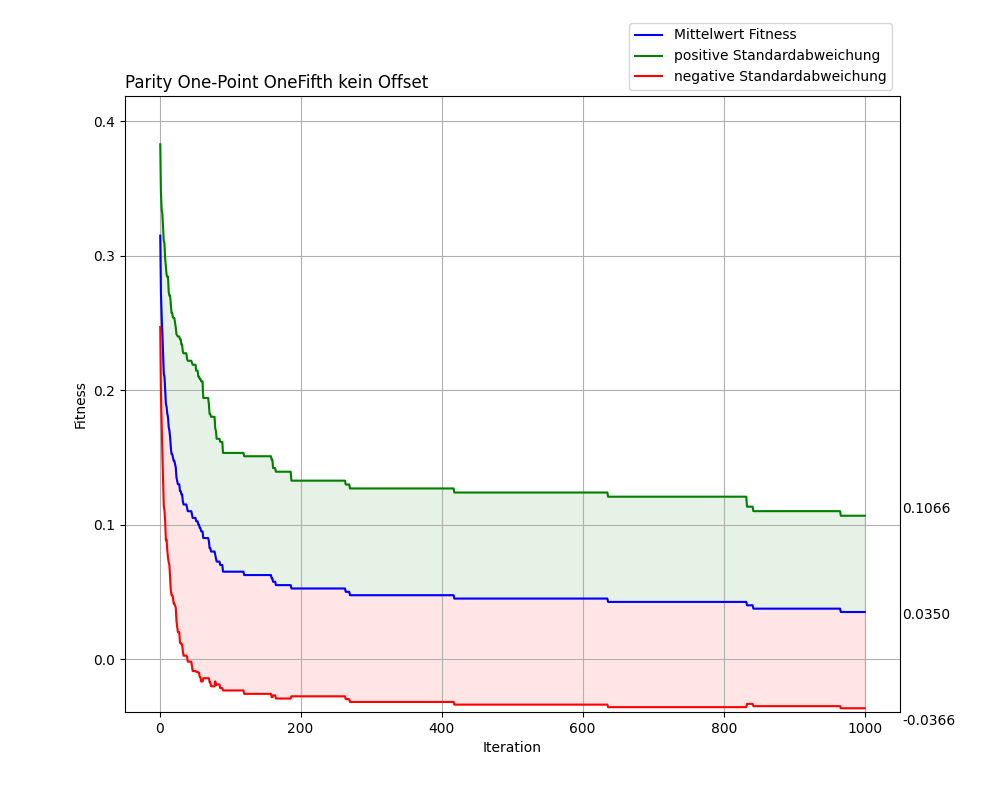 Mittelwert Fitness
positive Standardabweichung
negative Standardabweichung
Parity One-Point OneFifth kein Offset
0.4
0.3
0.2
0.1
0.0
Fitness
0.1066
0.0350
-0.0366
0 200 400 600 800 1000
Iteration